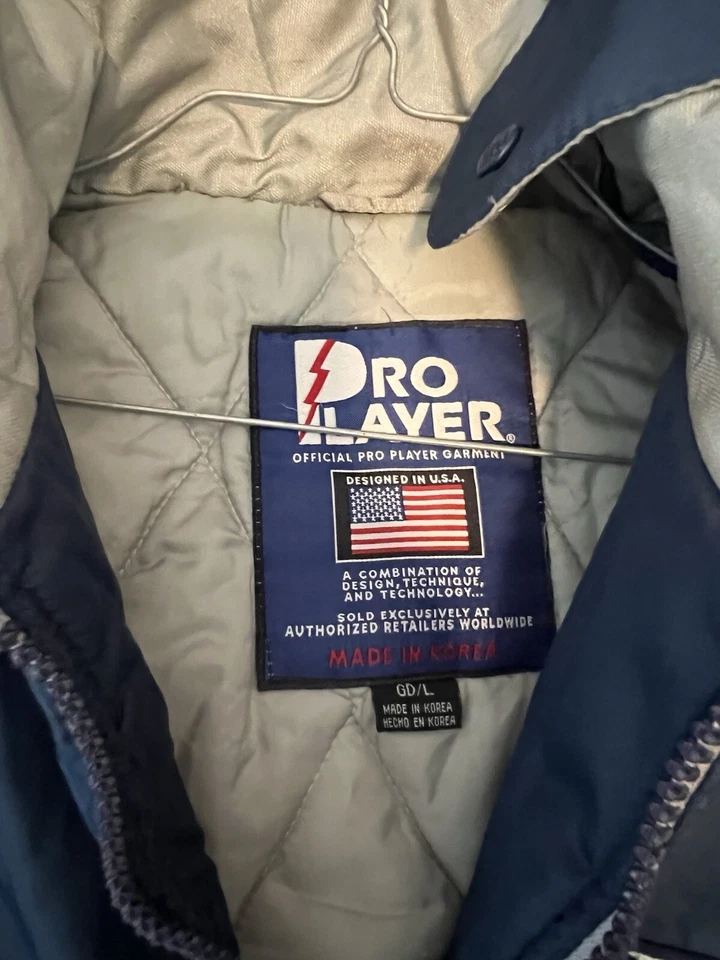 PRO
PLAYER®
OFFICIAL PRO PLAYER GARMENT
DESIGNED IN U.S.A.
A COMBINATION OF
DESIGN, TECHNIQUE,
AND TECHNOLOGY...
SOLD EXCLUSIVELY AT
AUTHORIZED RETAILERS WORLDWIDE
MADE IN KOREA
GD/L
MADE IN KOREA
HECHO EN KOREA